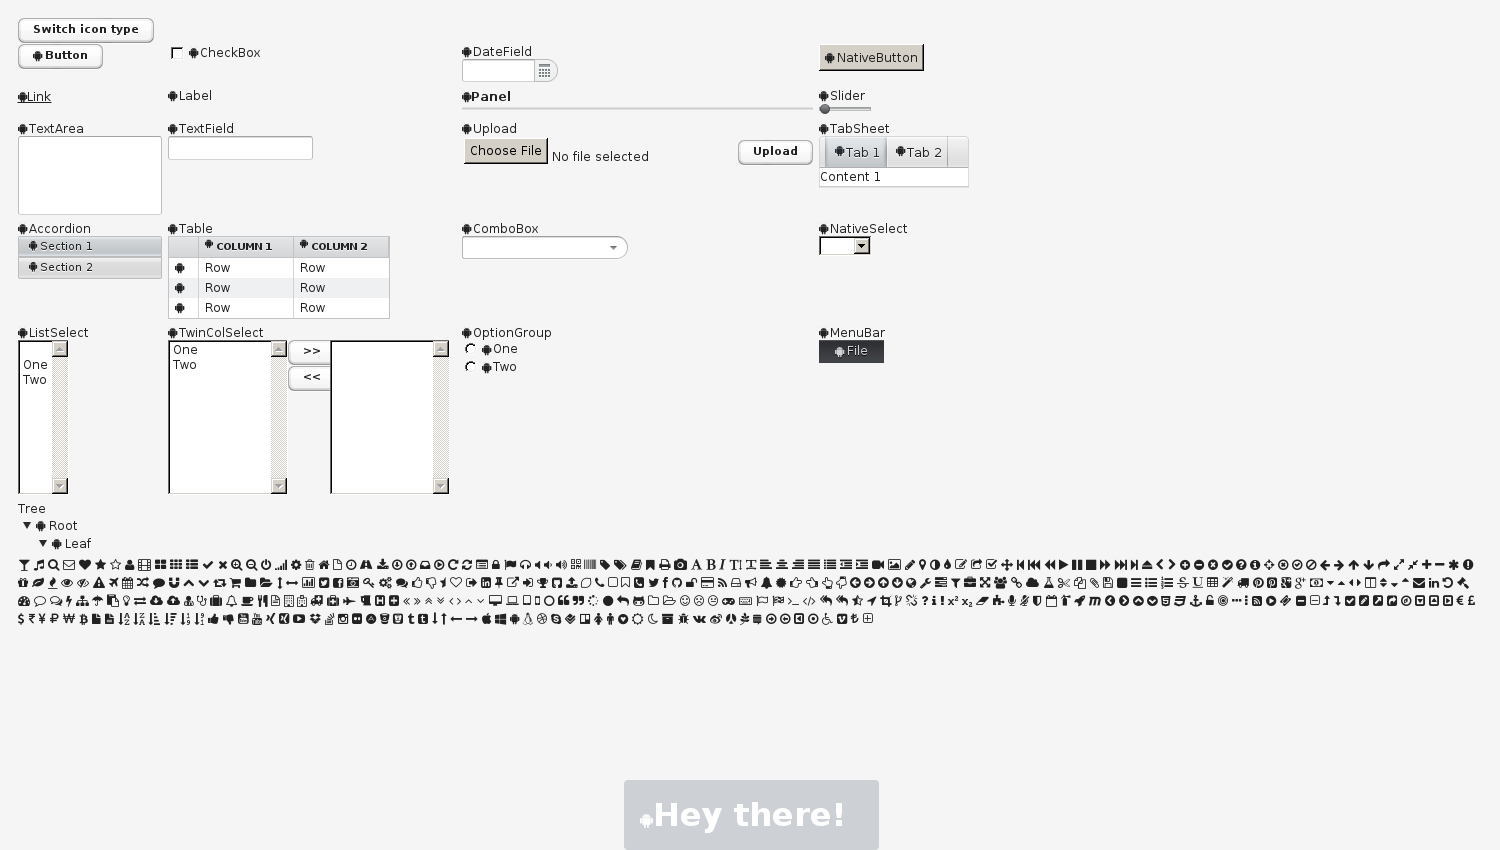 Switch icon type
Button
CheckBox
DateField
NativeButton
Link
Label
Panel
Slider
TextArea
TextField
Upload
Choose File
No file selected
Upload
TabSheet
Tab 1
Tab 2
Content 1
Accordion
Section 1
Section 2
Table
COLUMN 1
COLUMN 2
Row
Row
Row
Row
Row
Row
ComboBox
NativeSelect
ListSelect
One
Two
TwinColSelect
One
Two
>>
<<
OptionGroup
One
Two
MenuBar
File
Tree
Root
Leaf
Hey there!